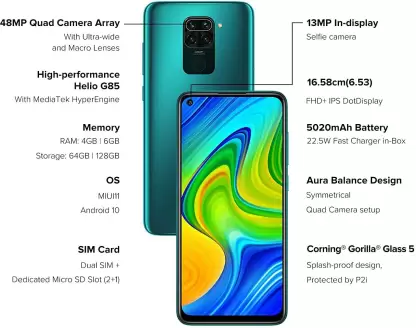 48MP Quad Camera Array
With Ultra-wide
and Macro Lenses
High-performance
Helio G85
With MediaTek HyperEngine
Memory
RAM: 4GB | 6GB
Storage: 64GB | 128GB
OS
MIUI11
Android 10
SIM Card
Dual SIM +
Dedicated Micro SD Slot (2+1)
13MP In-display
Selfie camera
16.58cm(6.53)
FHD+ IPS DotDisplay
5020mAh Battery
22.5W Fast Charger in-Box
Aura Balance Design
Symmetrical
Quad Camera setup
Corning® Gorilla® Glass 5
Splash-proof design,
Protected by P2i